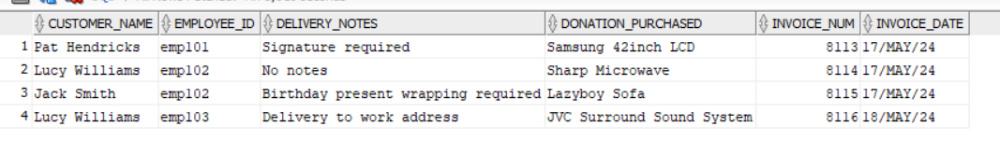 CUSTOMER_NAME EMPLOYEE_ID DELIVERY_NOTES DONATION_PURCHASED INVOICE_NUM INVOICE_DATE
1 Pat Hendricks emp101 Signature required Samsung 42inch LCD 8113 17/MAY/24
2 Lucy Williams emp102 No notes Sharp Microwave 8114 17/MAY/24
3 Jack Smith emp102 Birthday present wrapping required Lazyboy Sofa 8115 17/MAY/24
4 Lucy Williams emp103 Delivery to work address JVC Surround Sound System 8116 18/MAY/24